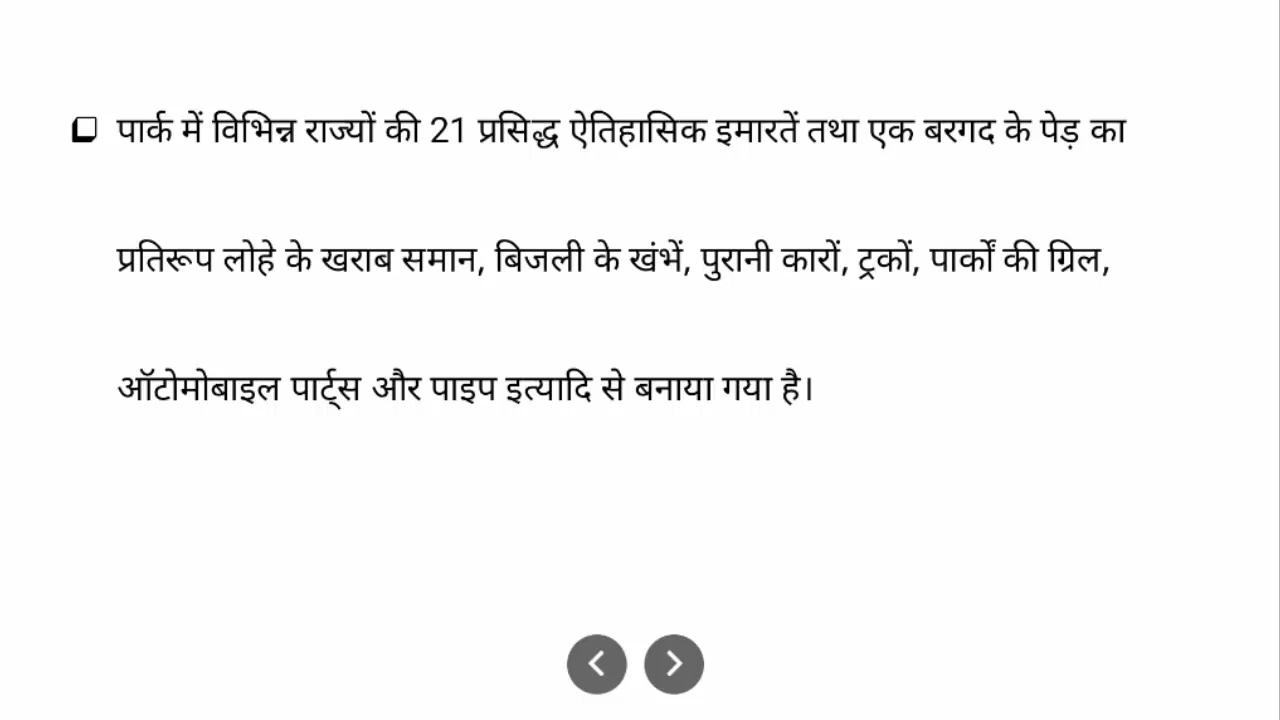 ❏ पार्क में विभिन्न राज्यों की 21 प्रसिद्ध ऐतिहासिक इमारतें तथा एक बरगद के पेड़ का
प्रतिरूप लोहे के खराब समान, बिजली के खंभें, पुरानी कारों, ट्रकों, पार्कों की ग्रिल,
ऑटोमोबाइल पार्ट्स और पाइप इत्यादि से बनाया गया है।